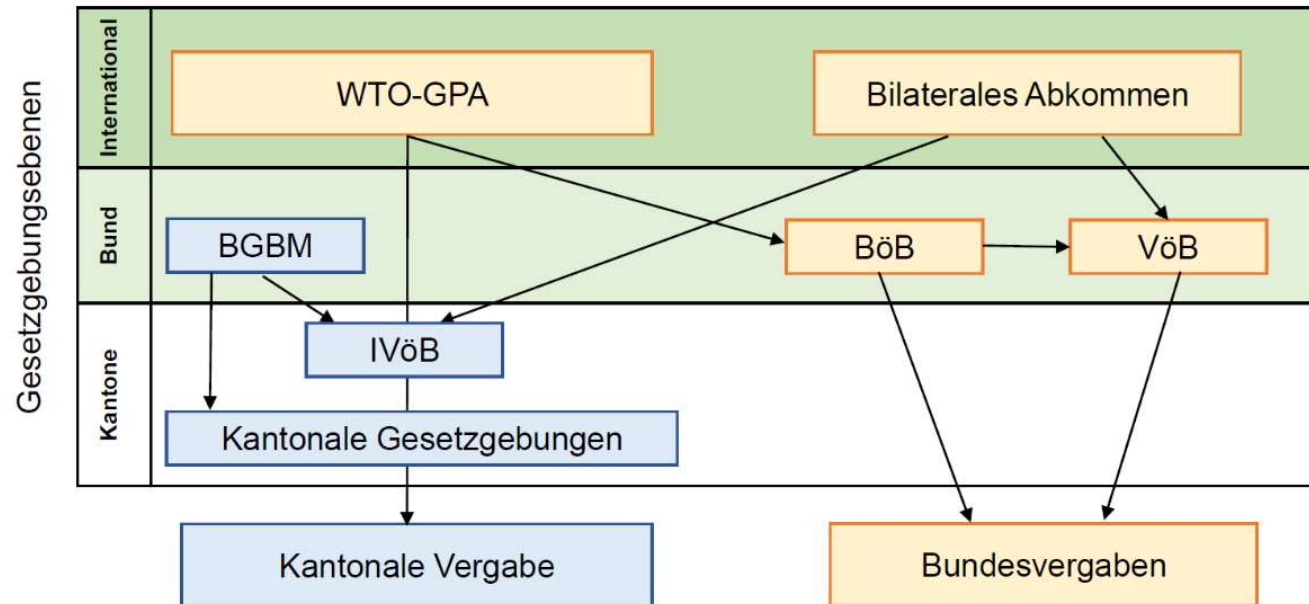 Gesetzgebungsebenen
International
WTO-GPA
Bilaterales Abkommen
Bund
BGBM
BöB
VöB
Kantone
IVöB
Kantonale Gesetzgebungen
Kantonale Vergabe
Bundesvergaben